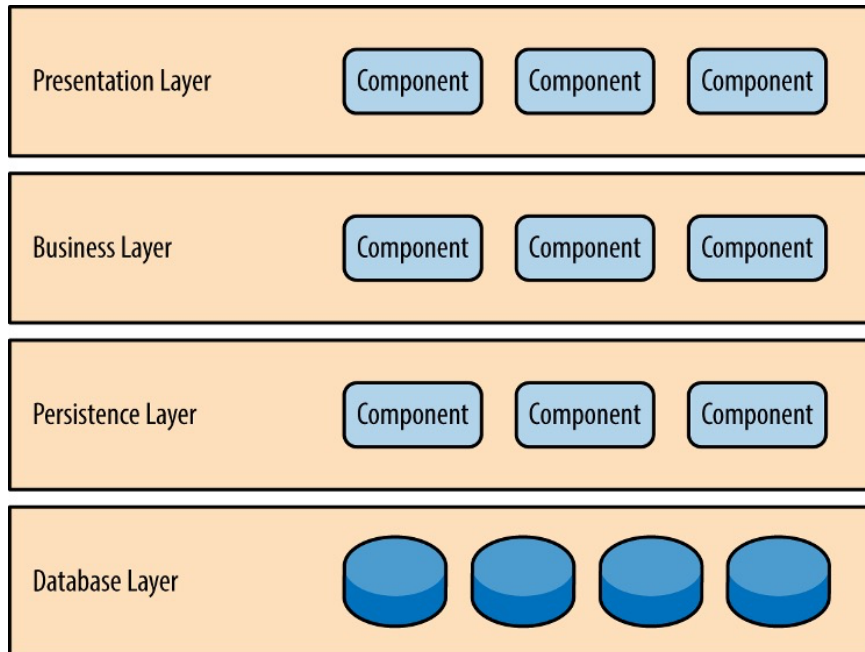 Presentation Layer Component Component Component
Business Layer Component Component Component
Persistence Layer Component Component Component
Database Layer